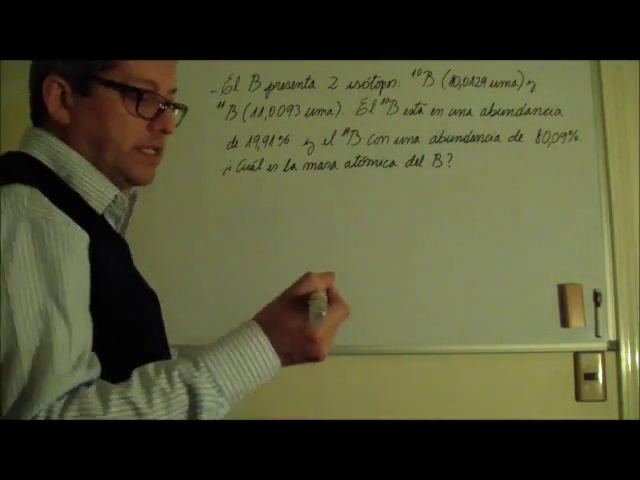 - El B presenta 2 isótopos: ¹⁰B (10,0129 uma) y
¹¹B (11,0093 uma). El ¹⁰B está en una abundancia
de 19,91% y el ¹¹B con una abundancia de 80,09%.
¿Cuál es la masa atómica del B?